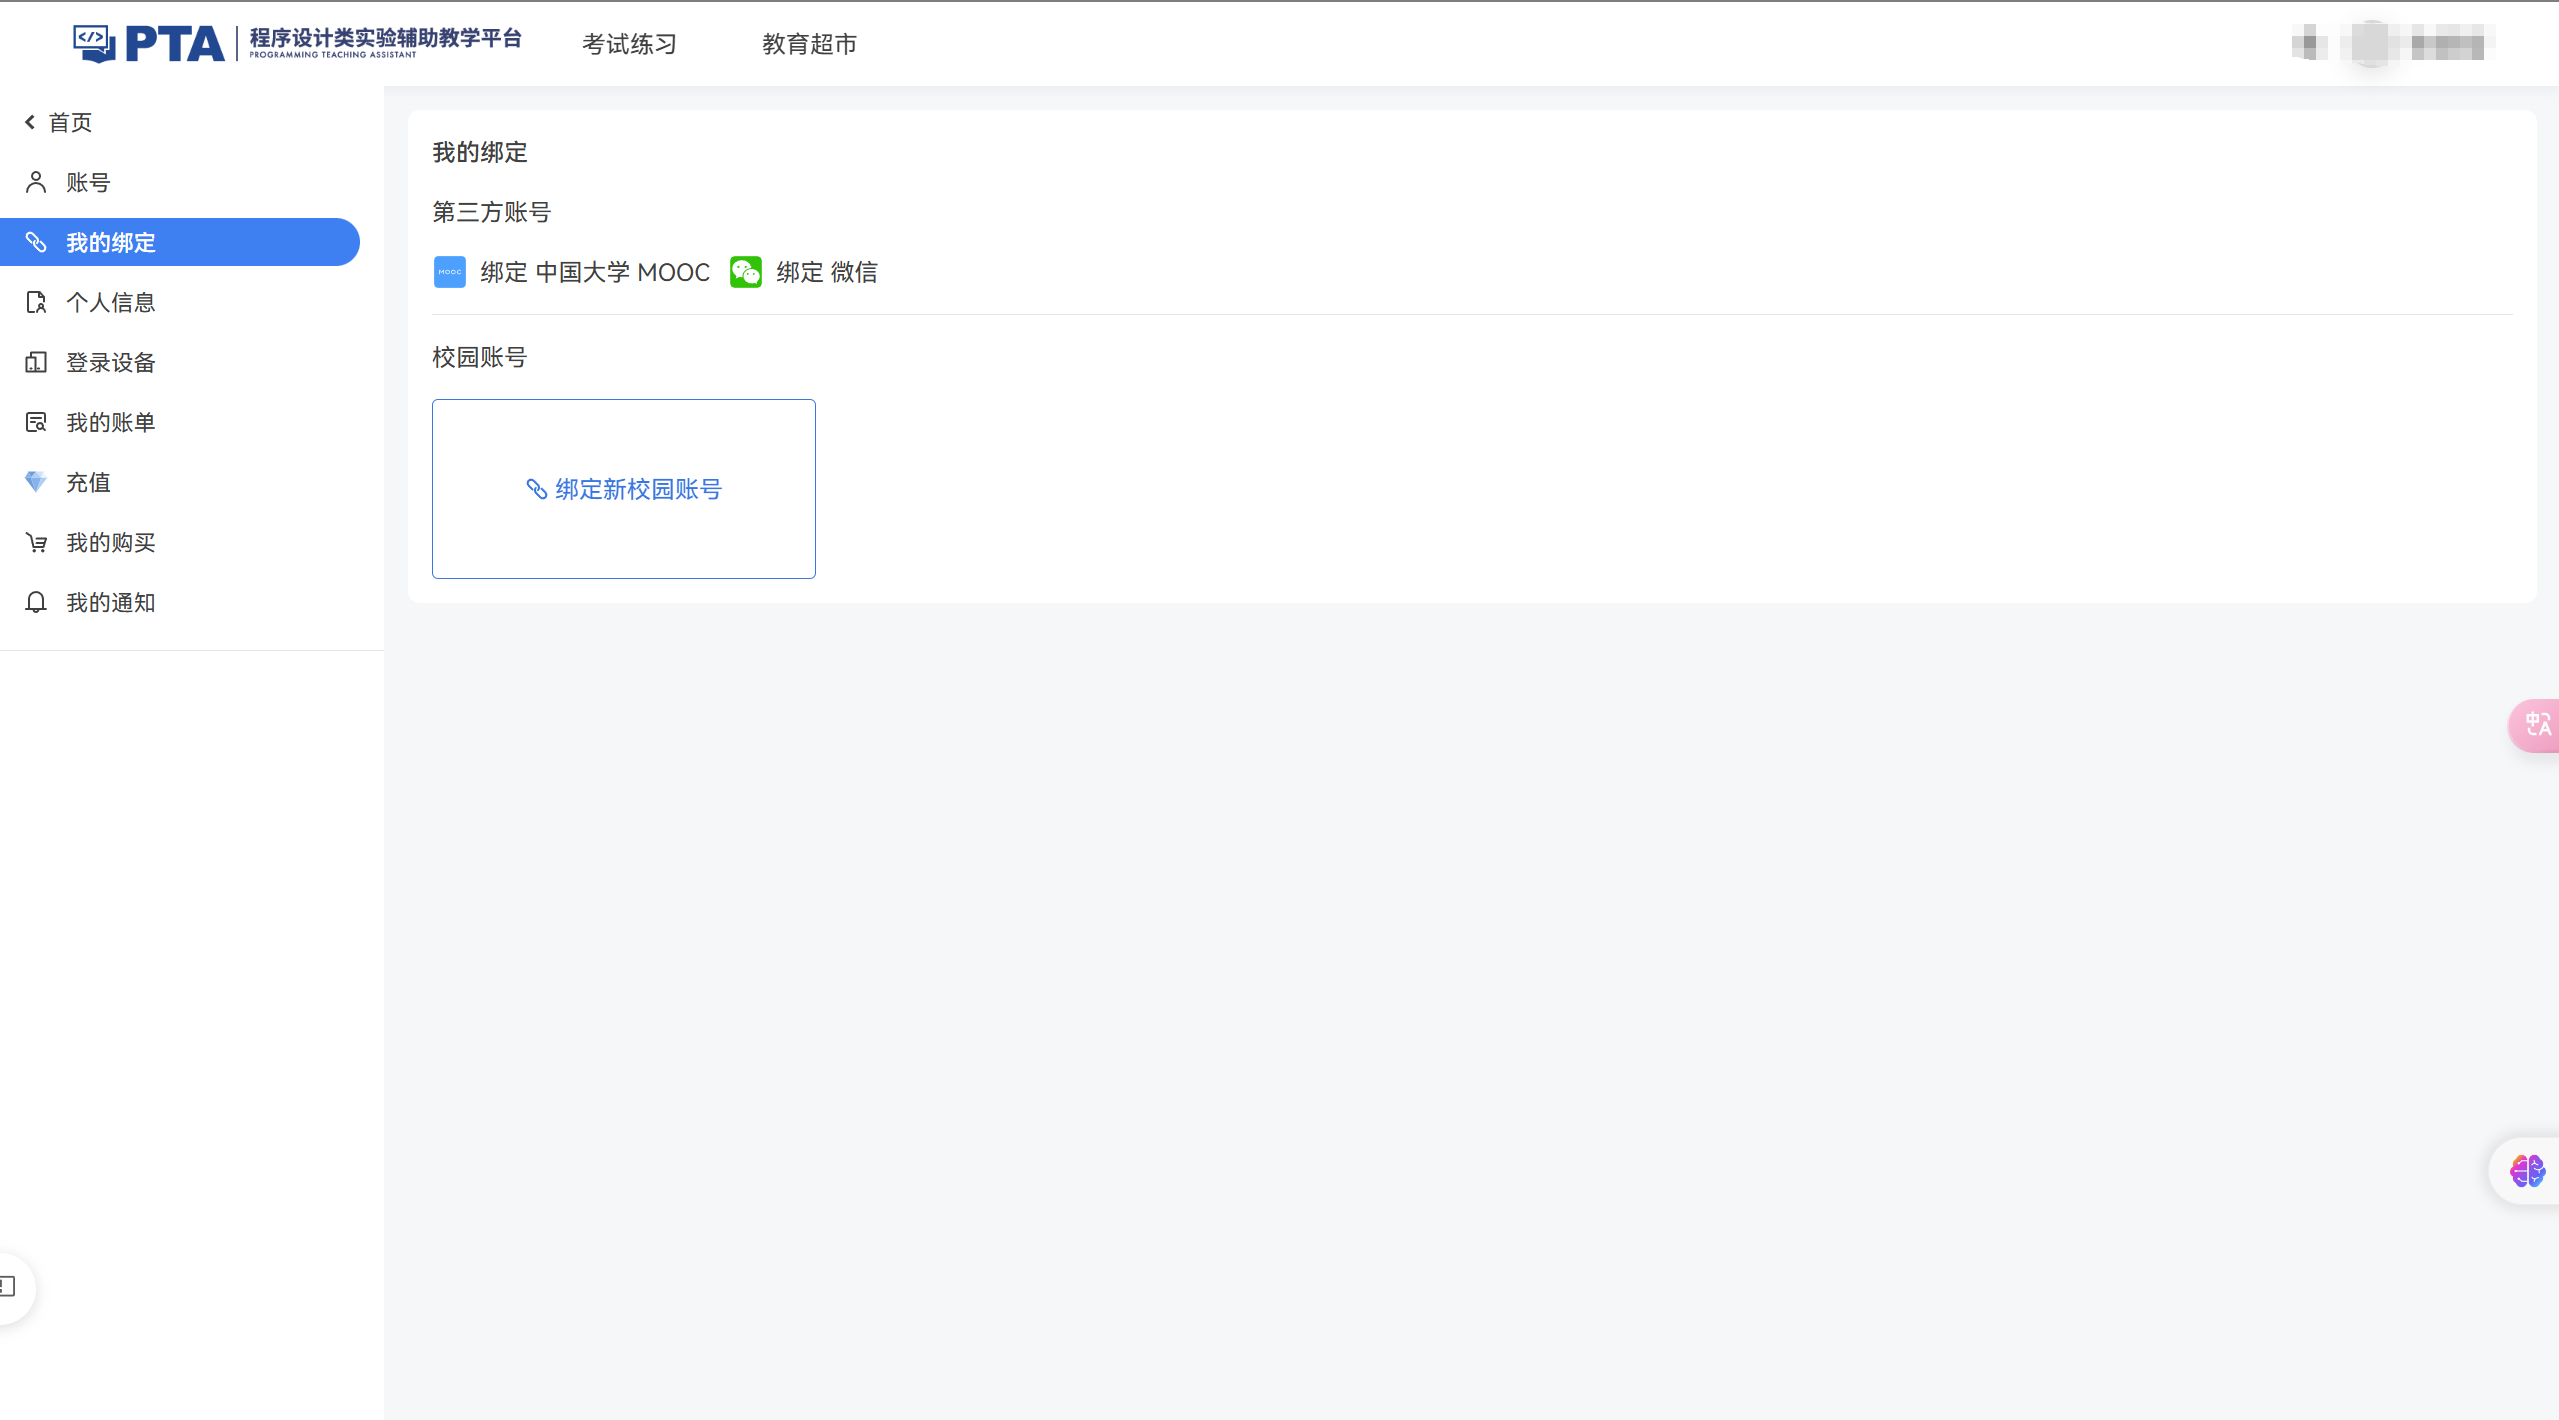 PTA 程序设计类实验辅助教学平台
PROGRAMMING TEACHING ASSISTANT
考试练习
教育超市
首页
账号
我的绑定
个人信息
登录设备
我的账单
充值
我的购买
我的通知
我的绑定
第三方账号
MOOC 绑定 中国大学 MOOC 绑定 微信
校园账号
绑定新校园账号
中A